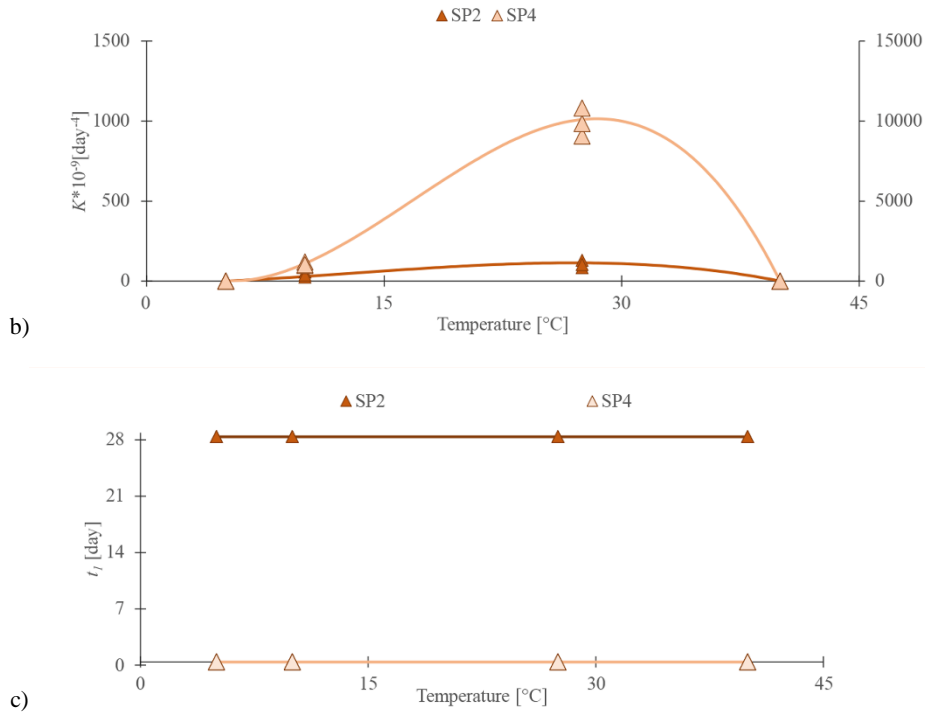 SP2 SP4
1500 15000
1000 10000
500 5000
0 0
K*10⁻⁹[day⁻⁴]
0 15 30 45
Temperature [°C]
b)
SP2 SP4
28
21
14
7
0
t₁ [day]
0 15 30 45
Temperature [°C]
c)